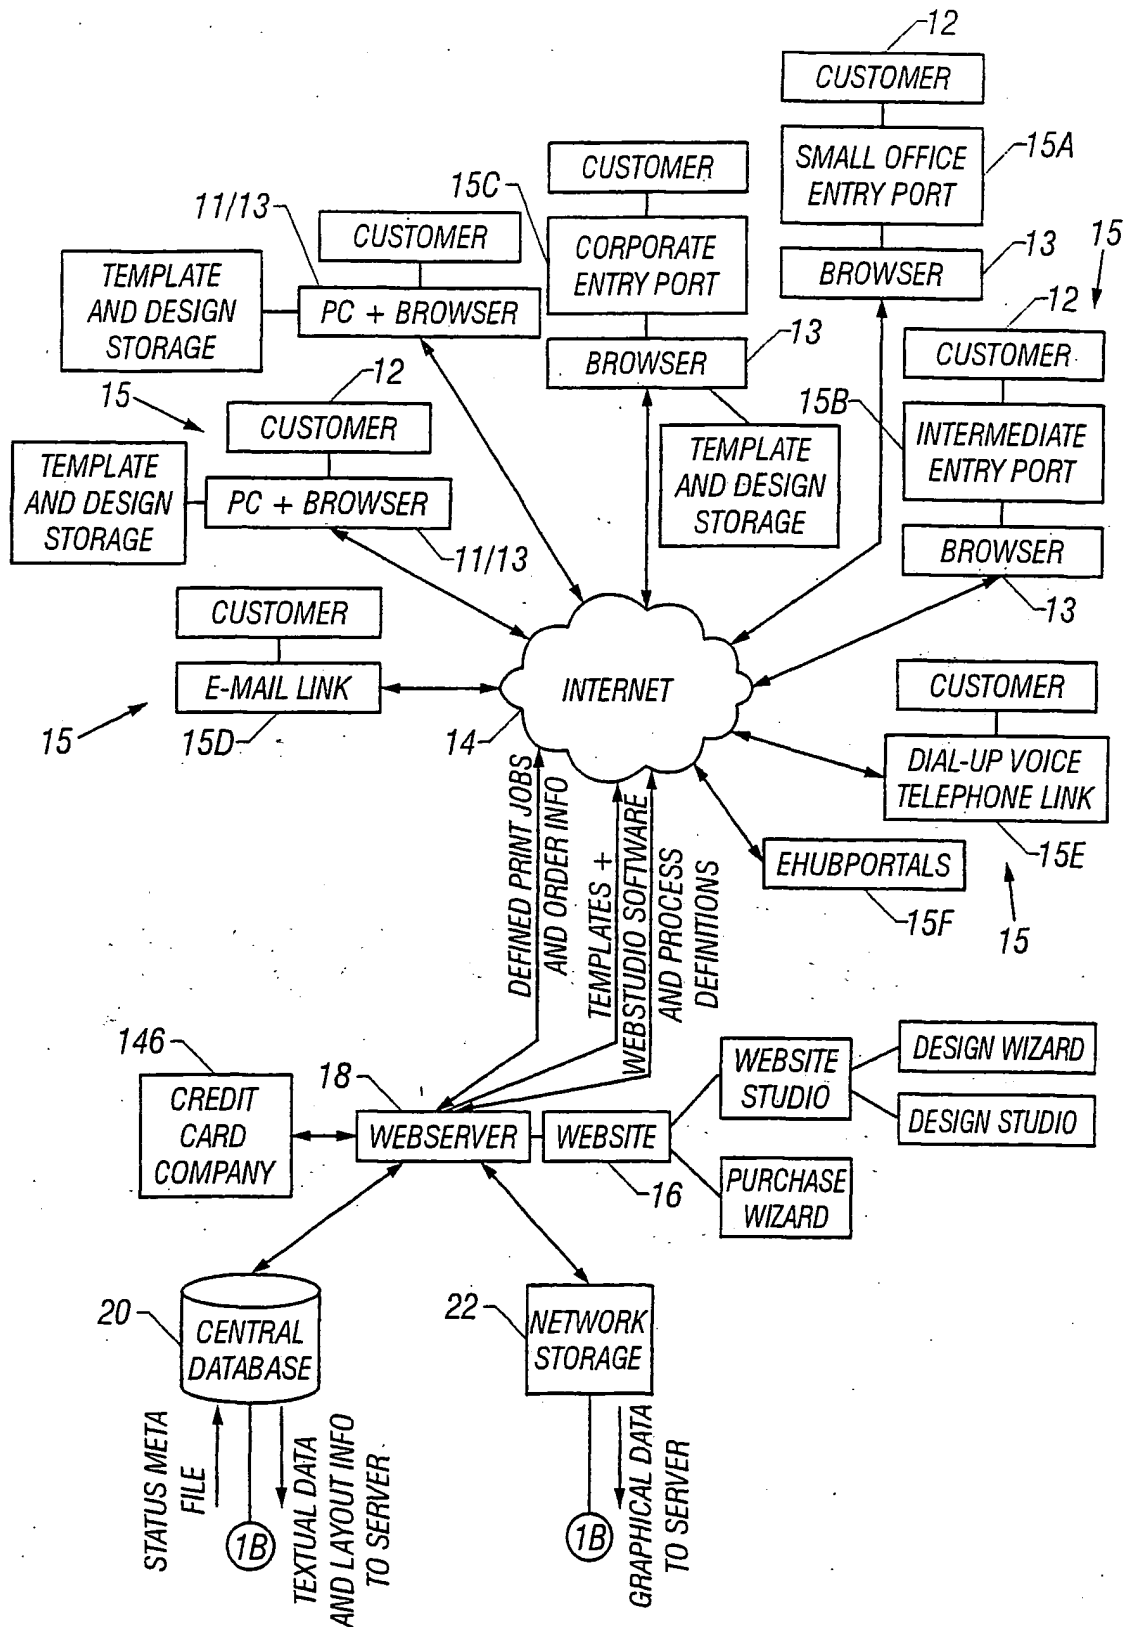 12
CUSTOMER
SMALL OFFICE
ENTRY PORT
15A
13
BROWSER
15
CUSTOMER
15C
CORPORATE
ENTRY PORT
13
BROWSER
TEMPLATE
AND DESIGN
STORAGE
11/13
CUSTOMER
TEMPLATE
AND DESIGN
STORAGE
PC + BROWSER
12
CUSTOMER
15B
INTERMEDIATE
ENTRY PORT
BROWSER
13
15
12
CUSTOMER
TEMPLATE
AND DESIGN
STORAGE
PC + BROWSER
11/13
CUSTOMER
E-MAIL LINK
15
15D
INTERNET
14
CUSTOMER
DIAL-UP VOICE
TELEPHONE LINK
15E
EHUBPORTALS
15F
15
DEFINED PRINT JOBS
AND ORDER INFO
TEMPLATES +
WEBSTUDIO SOFTWARE
AND PROCESS
DEFINITIONS
146
CREDIT
CARD
COMPANY
18
WEBSERVER
WEBSITE
16
WEBSITE
STUDIO
DESIGN WIZARD
DESIGN STUDIO
PURCHASE
WIZARD
20
CENTRAL
DATABASE
22
NETWORK
STORAGE
STATUS META
FILE
1B
TEXTUAL DATA
AND LAYOUT INFO
TO SERVER
1B
GRAPHICAL DATA
TO SERVER